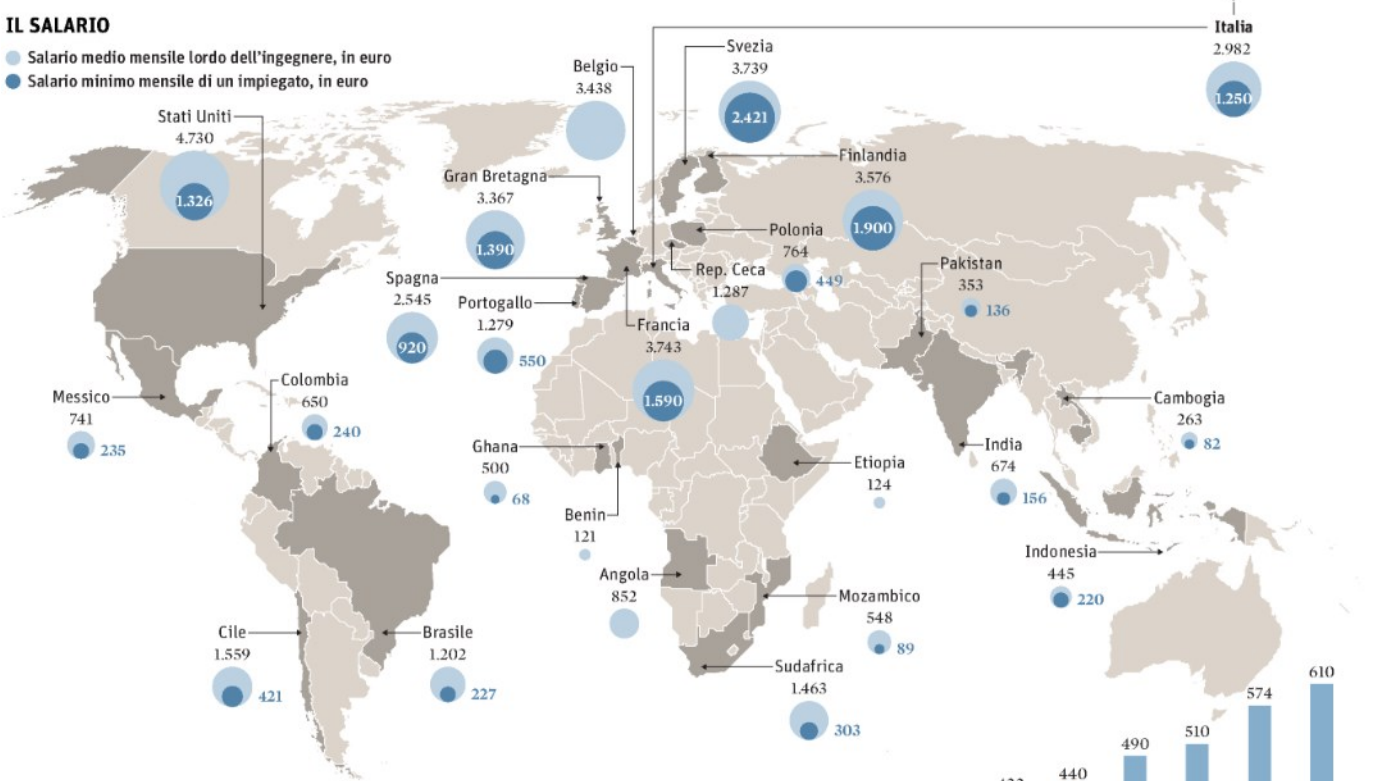 IL SALARIO
Salario medio mensile lordo dell'ingegnere, in euro
Salario minimo mensile di un impiegato, in euro
Italia
2.982
1.250
Svezia
3.739
2.421
Belgio
3.438
Stati Uniti
4.730
1.326
Finlandia
3.576
1.900
Gran Bretagna
3.367
1.390
Polonia
764
449
Rep. Ceca
1.287
Pakistan
353
136
Spagna
2.545
920
Portogallo
1.279
550
Francia
3.743
1.590
Messico
741
235
Colombia
650
240
Cambogia
263
82
Ghana
500
68
India
674
156
Etiopia
124
Benin
121
Indonesia
445
220
Angola
852
Mozambico
548
89
Cile
1.559
421
Brasile
1.202
227
Sudafrica
1.463
303
440
490
510
574
610